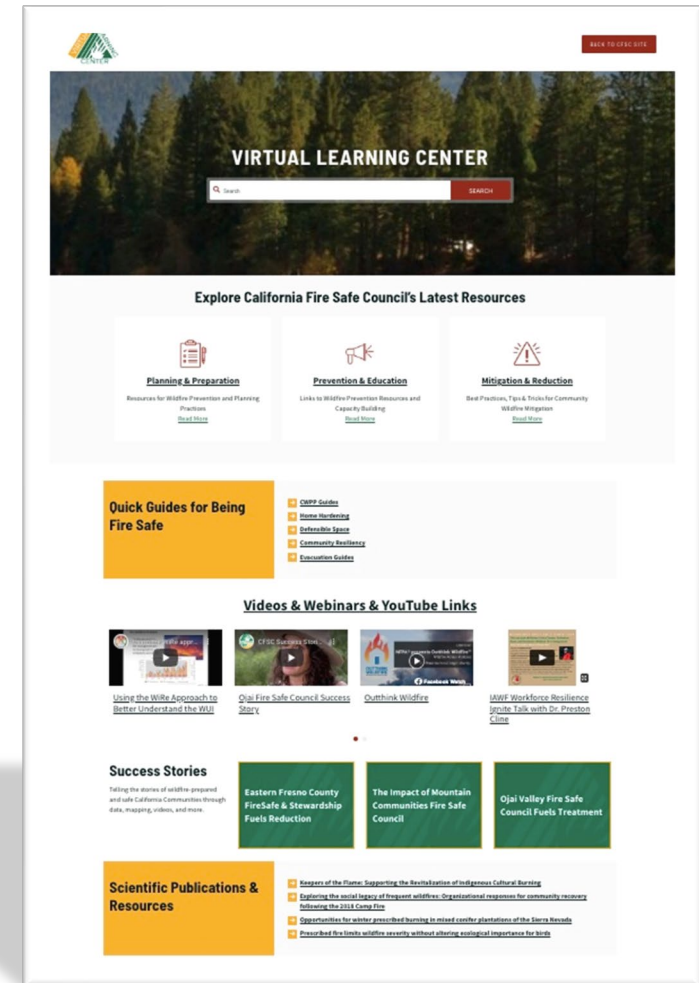 CENTER
BACK TO CFSC SITE
VIRTUAL LEARNING CENTER
Search
SEARCH
Explore California Fire Safe Council's Latest Resources
Planning & Preparation
Resources for Wildfire Prevention and Planning
Practices
Read More
Prevention & Education
Links to Wildfire Prevention Resources and
Capacity Building
Read More
Mitigation & Reduction
Best Practices, Tips & Tricks for Community
Wildfire Mitigation
Read More
Quick Guides for Being
Fire Safe
CWPP Guides
Home Hardening
Defensible Space
Community Resiliency
Evacuation Guides
Videos & Webinars & YouTube Links
CFSC Success Stori...
Facebook Watch
Using the WiRe Approach to
Better Understand the WUI
Ojai Fire Safe Council Success
Story
Outthink Wildfire
IAWF Workforce Resilience
Ignite Talk with Dr. Preston
Cline
Success Stories
Telling the stories of wildfire-prepared
and safe California Communities through
data, mapping, videos, and more.
Eastern Fresno County
FireSafe & Stewardship
Fuels Reduction
The Impact of Mountain
Communities Fire Safe
Council
Ojai Valley Fire Safe
Council Fuels Treatment
Scientific Publications &
Resources
Keepers of the Flame: Supporting the Revitalization of Indigenous Cultural Burning
Exploring the social legacy of frequent wildfires: Organizational responses for community recovery
following the 2018 Camp Fire
Opportunities for winter prescribed burning in mixed conifer plantations of the Sierra Nevada
Prescribed fire limits wildfire severity without altering ecological importance for birds